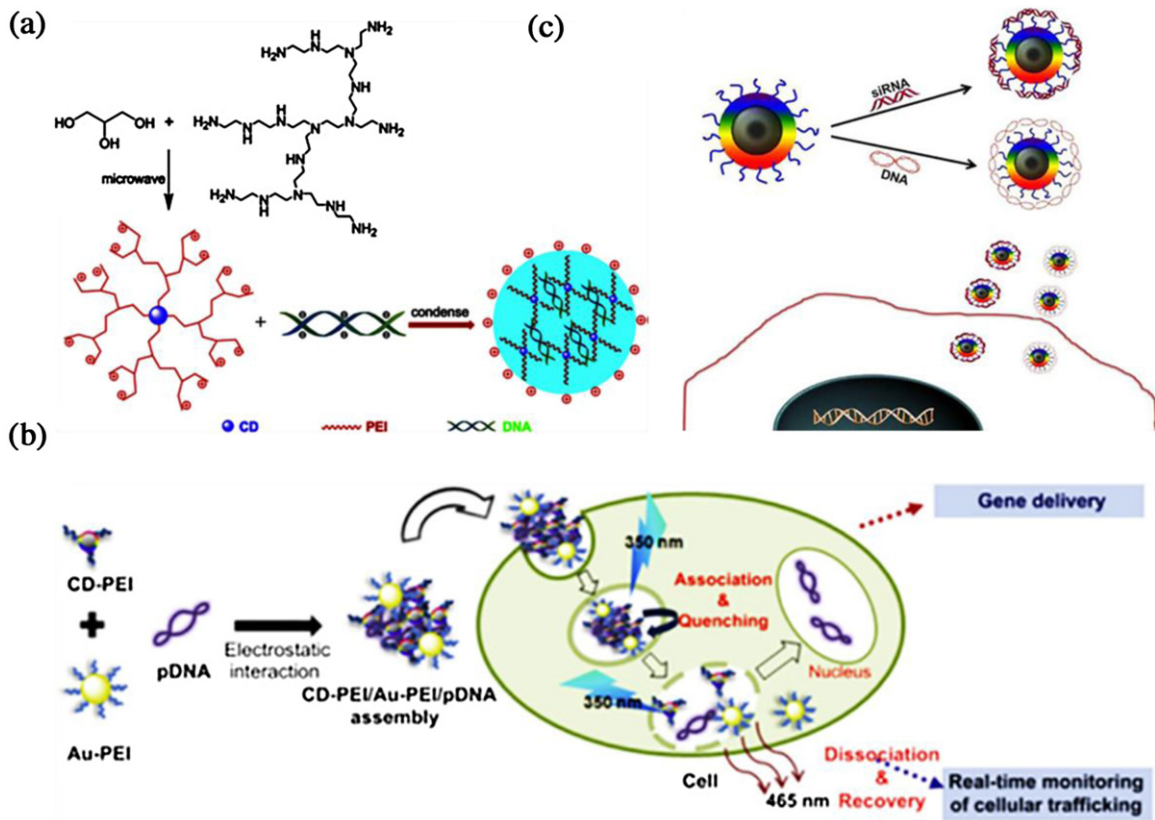 (a)
NH₂
NH₂
H₂N
N
H
N
N
NH
H₂N
N
H
H
N
N
H
N
N
N
H
NH₂
HN
H₂N
N
H
N
NH
NH₂
HO
OH
OH
+
microwave
+
condense
CD
PEI
DNA
(c)
siRNA
DNA
(b)
CD-PEI
+
Au-PEI
pDNA
Electrostatic
interaction
CD-PEI/Au-PEI/pDNA
assembly
350 nm
Association
&
Quenching
350 nm
Nucleus
Cell
465 nm
Dissociation
&
Recovery
Gene delivery
Real-time monitoring
of cellular trafficking